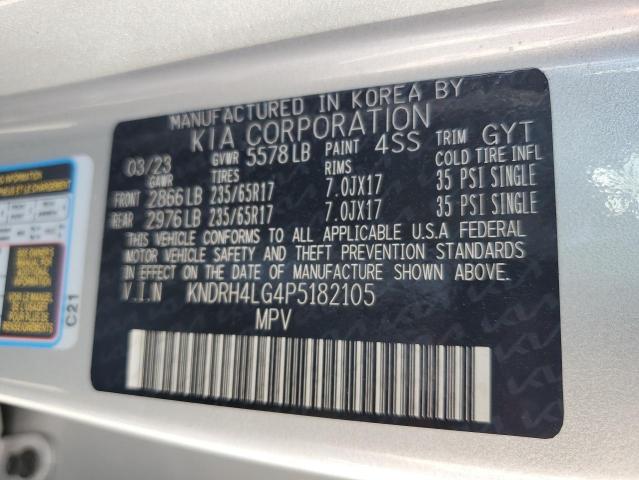 MANUFACTURED IN KOREA BY
KIA CORPORATION
03/23 GVWR 5578LB PAINT 4SS TRIM GYT
GAWR TIRES RIMS COLD TIRE INFL
FRONT 2866LB 235/65R17 7.0JX17 35 PSI SINGLE
REAR 2976LB 235/65R17 7.0JX17 35 PSI SINGLE
THIS VEHICLE CONFORMS TO ALL APPLICABLE U.S.A FEDERAL
MOTOR VEHICLE SAFETY AND THEFT PREVENTION STANDARDS
IN EFFECT ON THE DATE OF MANUFACTURE SHOWN ABOVE.
V.I.N KNDRH4LG4P5182105
MPV
C21